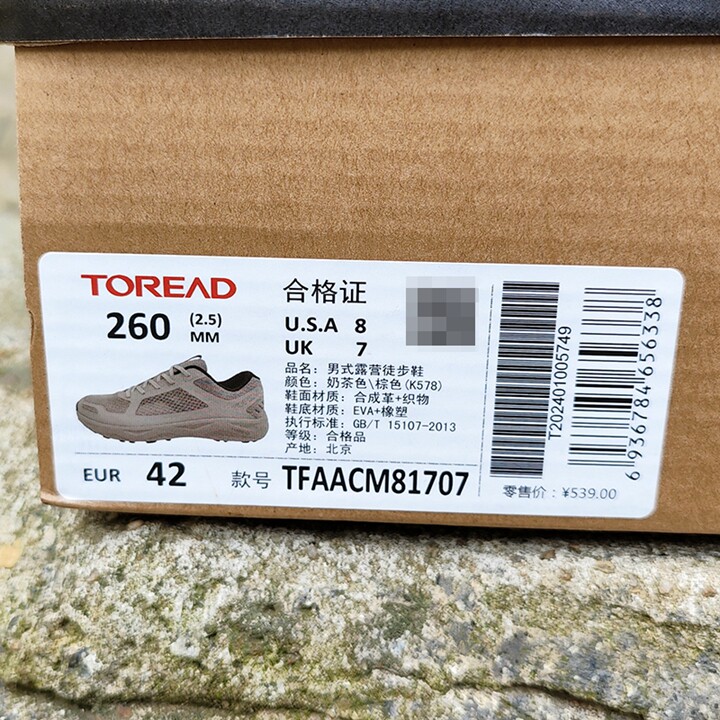 TOREAD
合格证
260 (2.5) MM
U.S.A 8
UK 7
品名：男式露营徒步鞋
颜色：奶茶色\棕色(K578)
鞋面材质：合成革+织物
鞋底材质：EVA+橡塑
执行标准：GB/T 15107-2013
等级：合格品
产地：北京
EUR 42
款号 TFAACM81707
T202401005749
6 936784 656338
零售价：¥539.00